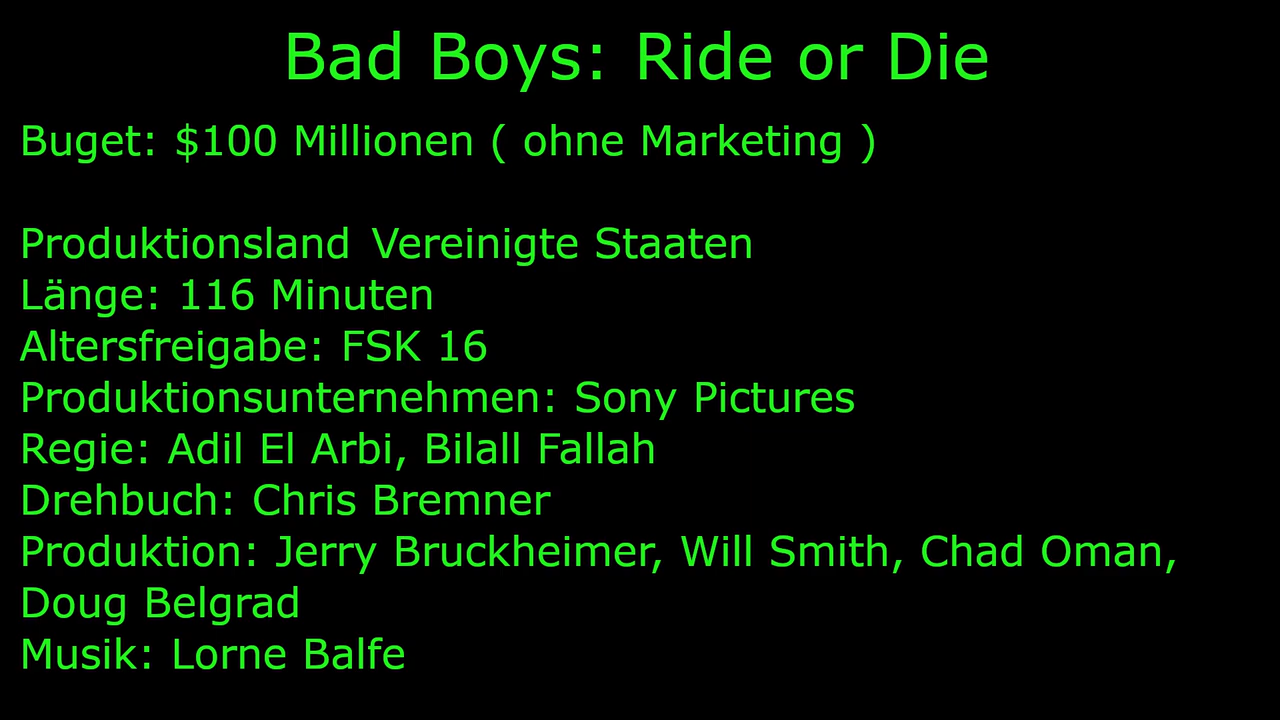 Bad Boys: Ride or Die
Buget: $100 Millionen ( ohne Marketing )
Produktionsland Vereinigte Staaten
Länge: 116 Minuten
Altersfreigabe: FSK 16
Produktionsunternehmen: Sony Pictures
Regie: Adil El Arbi, Bilall Fallah
Drehbuch: Chris Bremner
Produktion: Jerry Bruckheimer, Will Smith, Chad Oman,
Doug Belgrad
Musik: Lorne Balfe